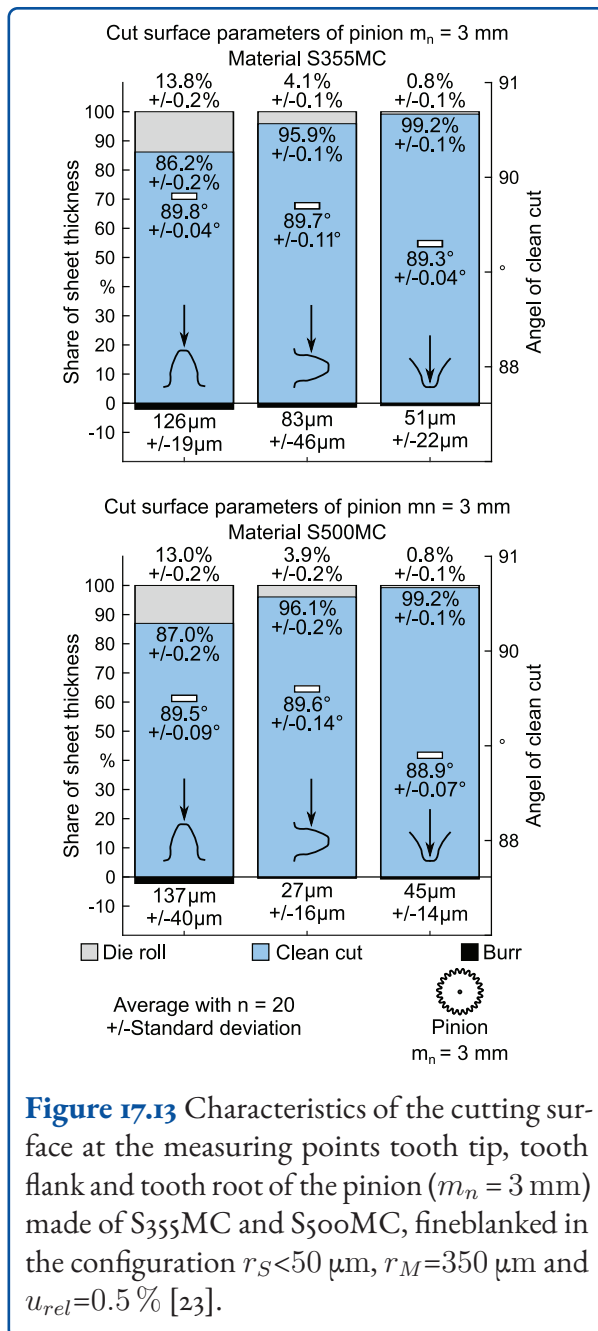 Cut surface parameters of pinion mₙ = 3 mm
Material S355MC
13.8% 4.1% 0.8% 91
+/-0.2% +/-0.1% +/-0.1%
100
90
80
70
60
50
%
30
20
10
0
-10
Share of sheet thickness
86.2%
+/-0.2%
89.8°
+/-0.04°
95.9%
+/-0.1%
89.7°
+/-0.11°
99.2%
+/-0.1%
89.3°
+/-0.04°
90
°
88
Angel of clean cut
126µm 83µm 51µm
+/-19µm +/-46µm +/-22µm
Cut surface parameters of pinion mn = 3 mm
Material S500MC
13.0% 3.9% 0.8% 91
+/-0.2% +/-0.2% +/-0.1%
100
90
80
70
60
50
%
30
20
10
0
-10
Share of sheet thickness
87.0%
+/-0.2%
89.5°
+/-0.09°
96.1%
+/-0.2%
89.6°
+/-0.14°
99.2%
+/-0.1%
88.9°
+/-0.07°
90
°
88
Angel of clean cut
137µm 27µm 45µm
+/-40µm +/-16µm +/-14µm
Die roll Clean cut Burr
Average with n = 20
+/-Standard deviation
Pinion
mₙ = 3 mm
Figure 17.13 Characteristics of the cutting sur-
face at the measuring points tooth tip, tooth
flank and tooth root of the pinion (mₙ = 3 mm)
made of S355MC and S500MC, fineblanked in
the configuration r_S<50 µm, r_M=350 µm and
u_rel=0.5 % [23].